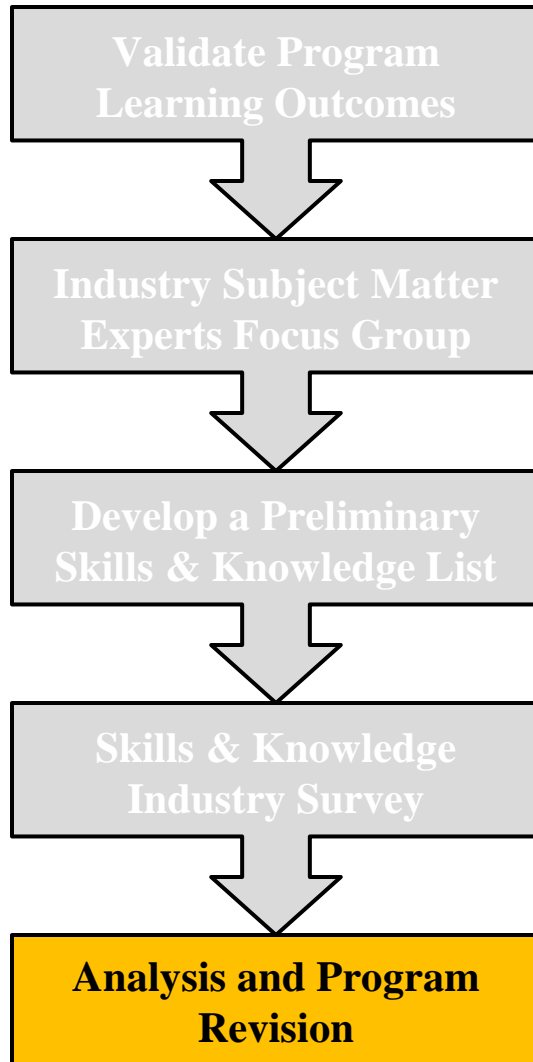 Validate Program
Learning Outcomes
Industry Subject Matter
Experts Focus Group
Develop a Preliminary
Skills & Knowledge List
Skills & Knowledge
Industry Survey
Analysis and Program
Revision